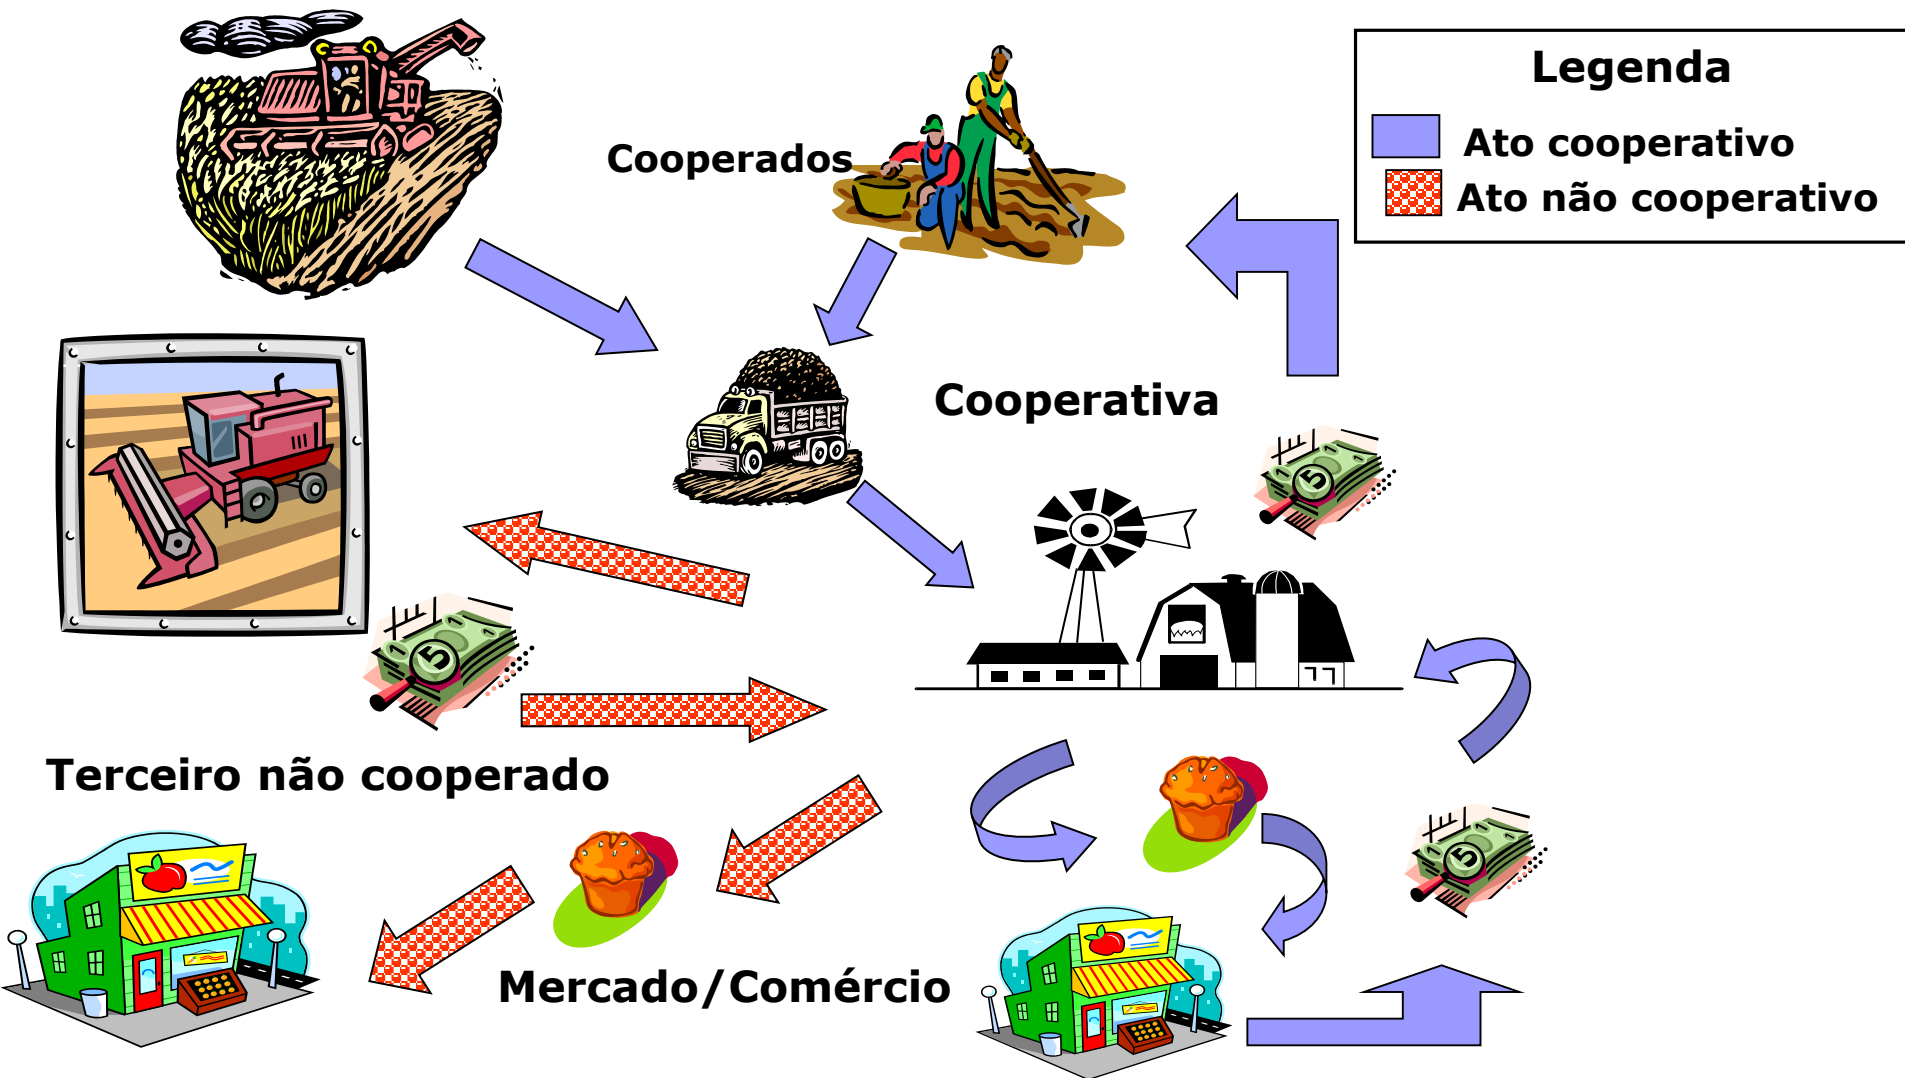 Legenda
Ato cooperativo
Ato não cooperativo
Cooperados
Cooperativa
Terceiro não cooperado
Mercado/Comércio